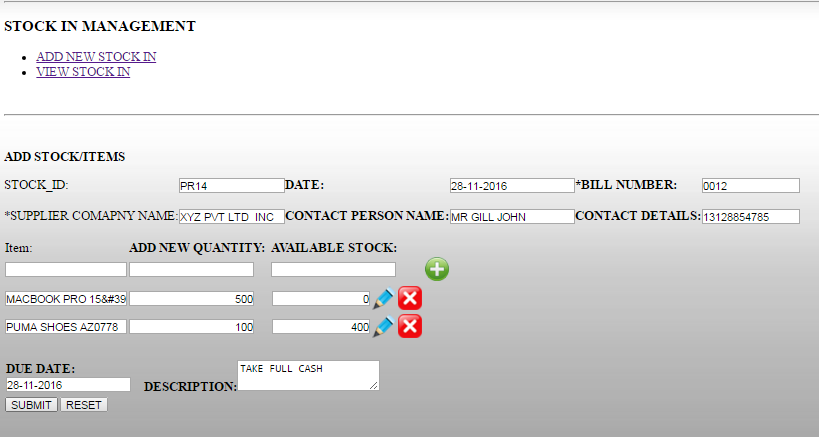 STOCK IN MANAGEMENT
ADD NEW STOCK IN
VIEW STOCK IN
ADD STOCK/ITEMS
STOCK_ID: PR14 DATE: 28-11-2016 *BILL NUMBER: 0012
*SUPPLIER COMAPNY NAME: XYZ PVT LTD INC CONTACT PERSON NAME: MR GILL JOHN CONTACT DETAILS: 13128854785
Item: ADD NEW QUANTITY: AVAILABLE STOCK:
MACBOOK PRO 15&#39 500 0
PUMA SHOES AZ0778 100 400
DUE DATE:
28-11-2016 DESCRIPTION: TAKE FULL CASH
SUBMIT RESET